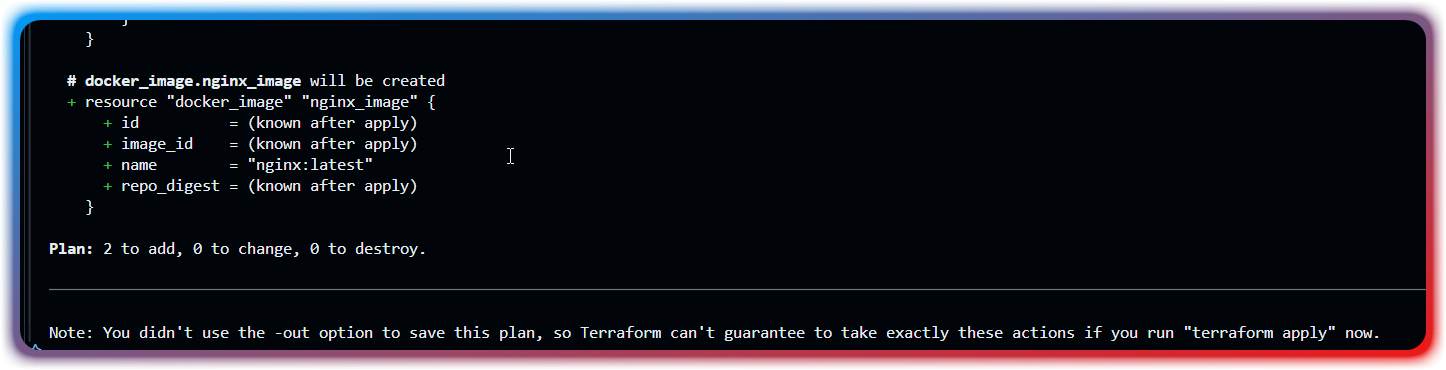 }
# docker_image.nginx_image will be created
+ resource "docker_image" "nginx_image" {
+ id = (known after apply)
+ image_id = (known after apply)
+ name = "nginx:latest"
+ repo_digest = (known after apply)
}
Plan: 2 to add, 0 to change, 0 to destroy.
Note: You didn't use the -out option to save this plan, so Terraform can't guarantee to take exactly these actions if you run "terraform apply" now.